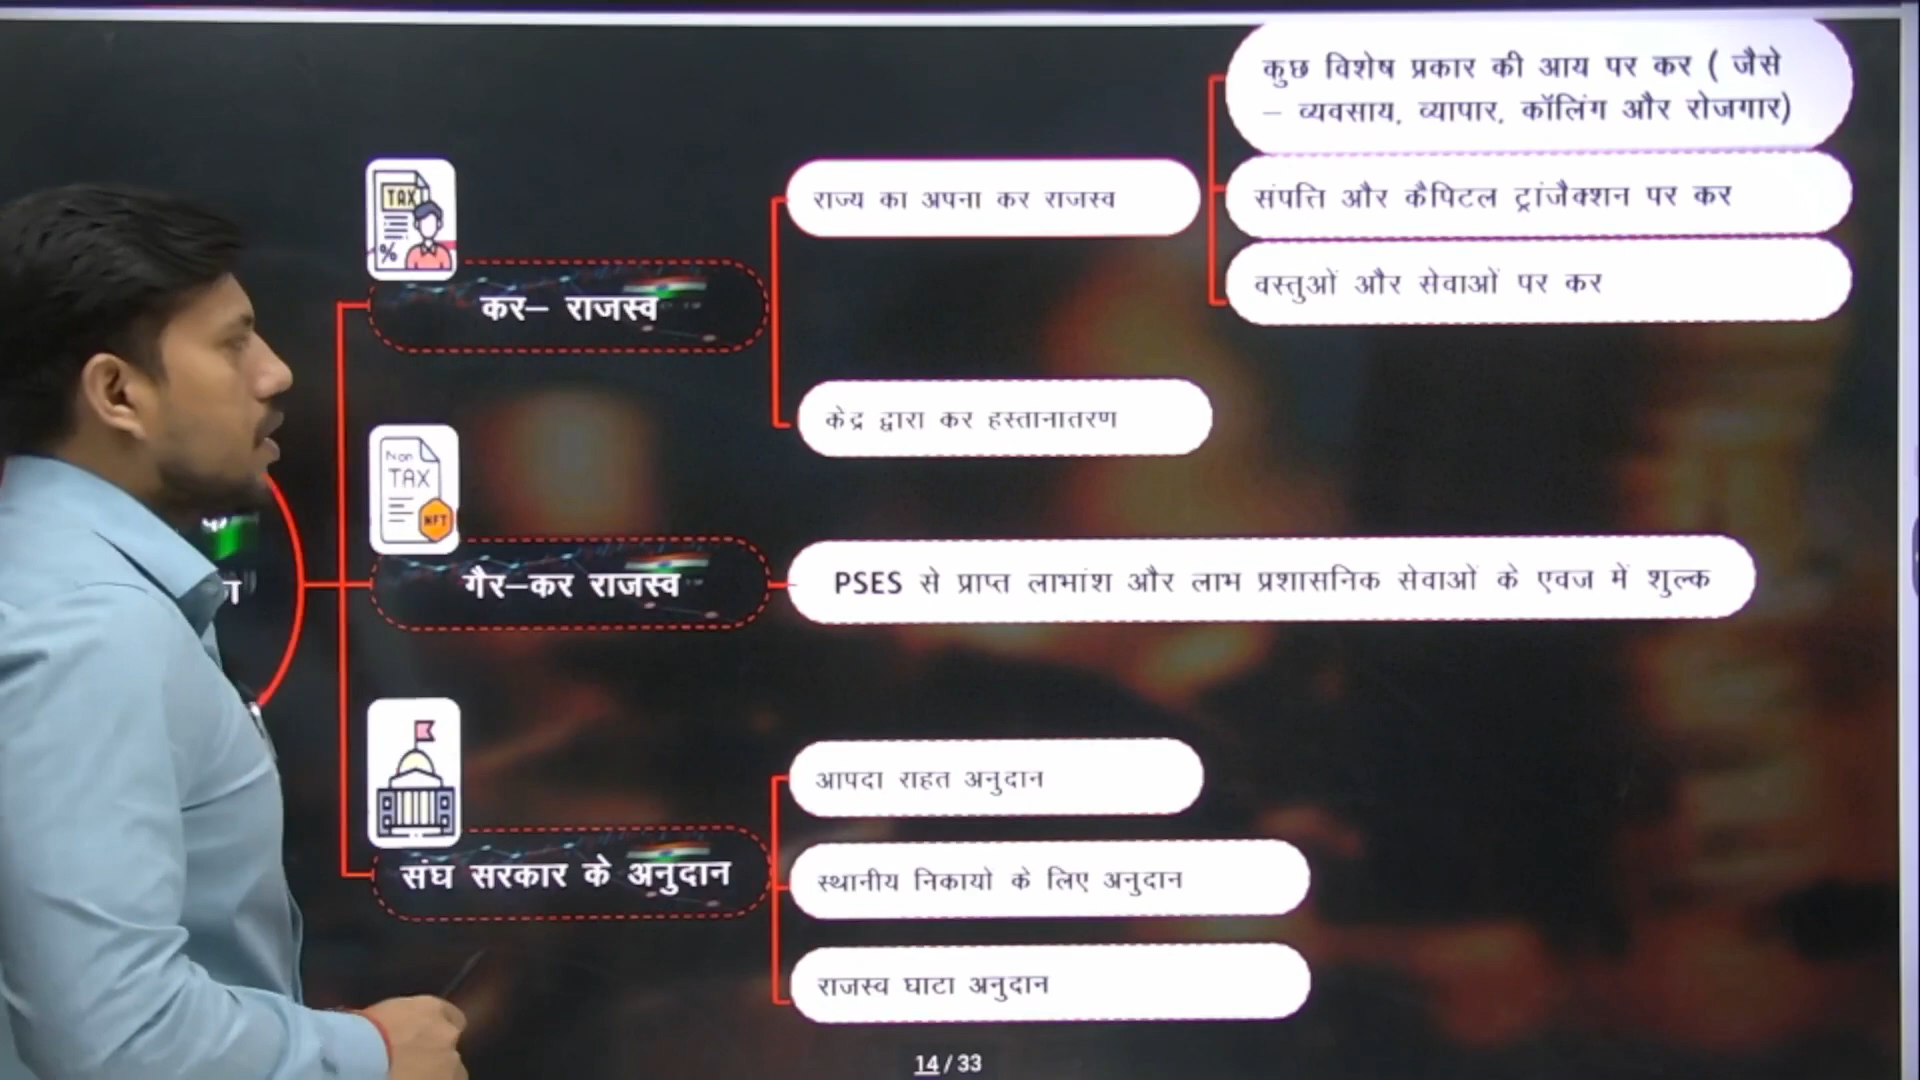 कुछ विशेष प्रकार की आय पर कर ( जैसे
– व्यवसाय, व्यापार, कॉलिंग और रोजगार)
TAX
%
राज्य का अपना कर राजस्व
संपत्ति और कैपिटल ट्रांजैक्शन पर कर
वस्तुओं और सेवाओं पर कर
कर– राजस्व
केद्र द्वारा कर हस्तानातरण
Non
TAX
NFT
गैर–कर राजस्व
PSES से प्राप्त लाभांश और लाभ प्रशासनिक सेवाओं के एवज में शुल्क
आपदा राहत अनुदान
संघ सरकार के अनुदान
स्थानीय निकायो के लिए अनुदान
राजस्व घाटा अनुदान
14 / 33